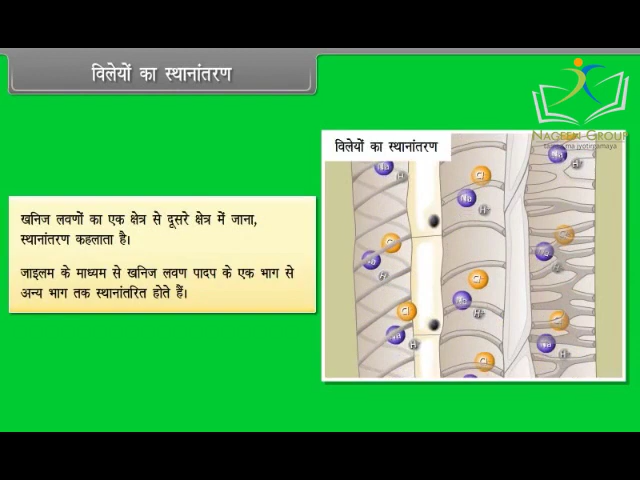 विलेयों का स्थानांतरण
NAGEEN GROUP
विलेयों का स्थानांतरण
खनिज लवणों का एक क्षेत्र से दूसरे क्षेत्र में जाना,
स्थानांतरण कहलाता है।
जाइलम के माध्यम से खनिज लवण पादप के एक भाग से
अन्य भाग तक स्थानांतरित होते हैं।